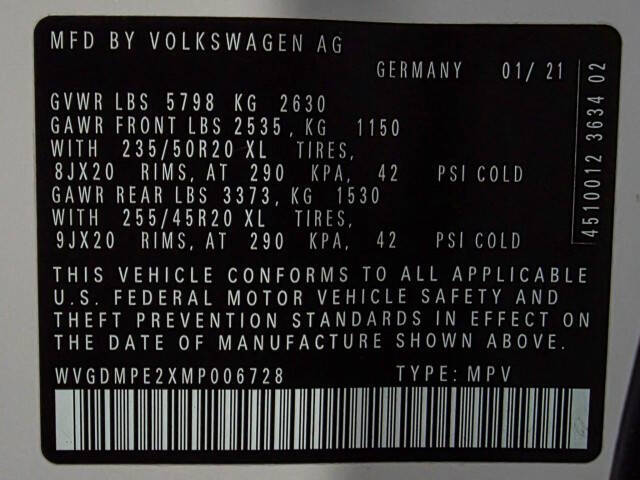 MFD BY VOLKSWAGEN AG
GERMANY 01/ 21
GVWR LBS 5798 KG 2630
GAWR FRONT LBS 2535, KG 1150
WITH 235/50R20 XL TIRES,
8JX20 RIMS, AT 290 KPA, 42 PSI COLD
GAWR REAR LBS 3373, KG 1530
WITH 255/45R20 XL TIRES,
9JX20 RIMS, AT 290 KPA, 42 PSI COLD
THIS VEHICLE CONFORMS TO ALL APPLICABLE
U.S. FEDERAL MOTOR VEHICLE SAFETY AND
THEFT PREVENTION STANDARDS IN EFFECT ON
THE DATE OF MANUFACTURE SHOWN ABOVE.
WVGDMPE2XMP006728 TYPE: MPV
4510012 3634 02